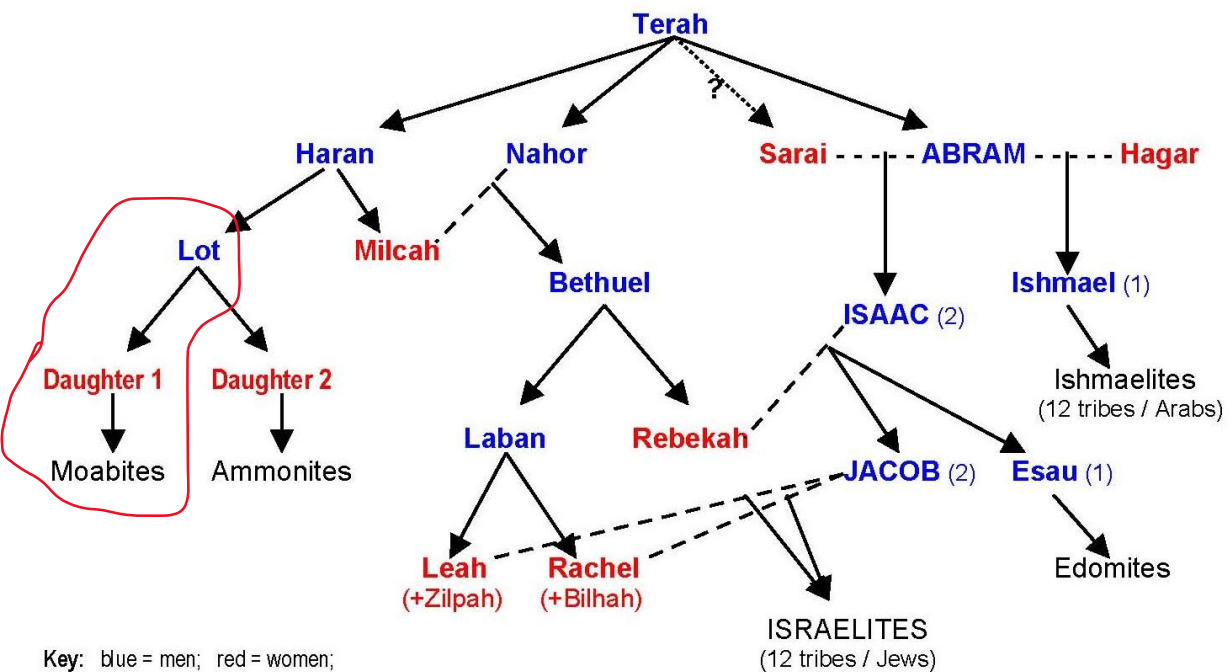 Terah
?
Haran Nahor Sarai ABRAM Hagar
Lot Milcah
Bethuel Ishmael (1)
ISAAC (2)
Daughter 1 Daughter 2 Ishmaelites
(12 tribes / Arabs)
Laban Rebekah
Moabites Ammonites JACOB (2) Esau (1)
Leah Rachel Edomites
(+Zilpah) (+Bilhah)
ISRAELITES
(12 tribes / Jews)
Key: blue = men; red = women;